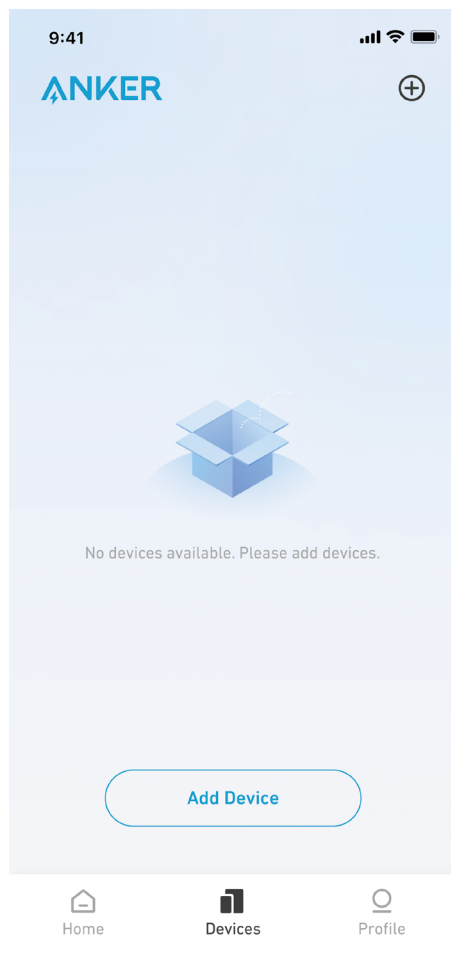 9:41
ANKER
No devices available. Please add devices.
Add Device
Home
Devices
Profile